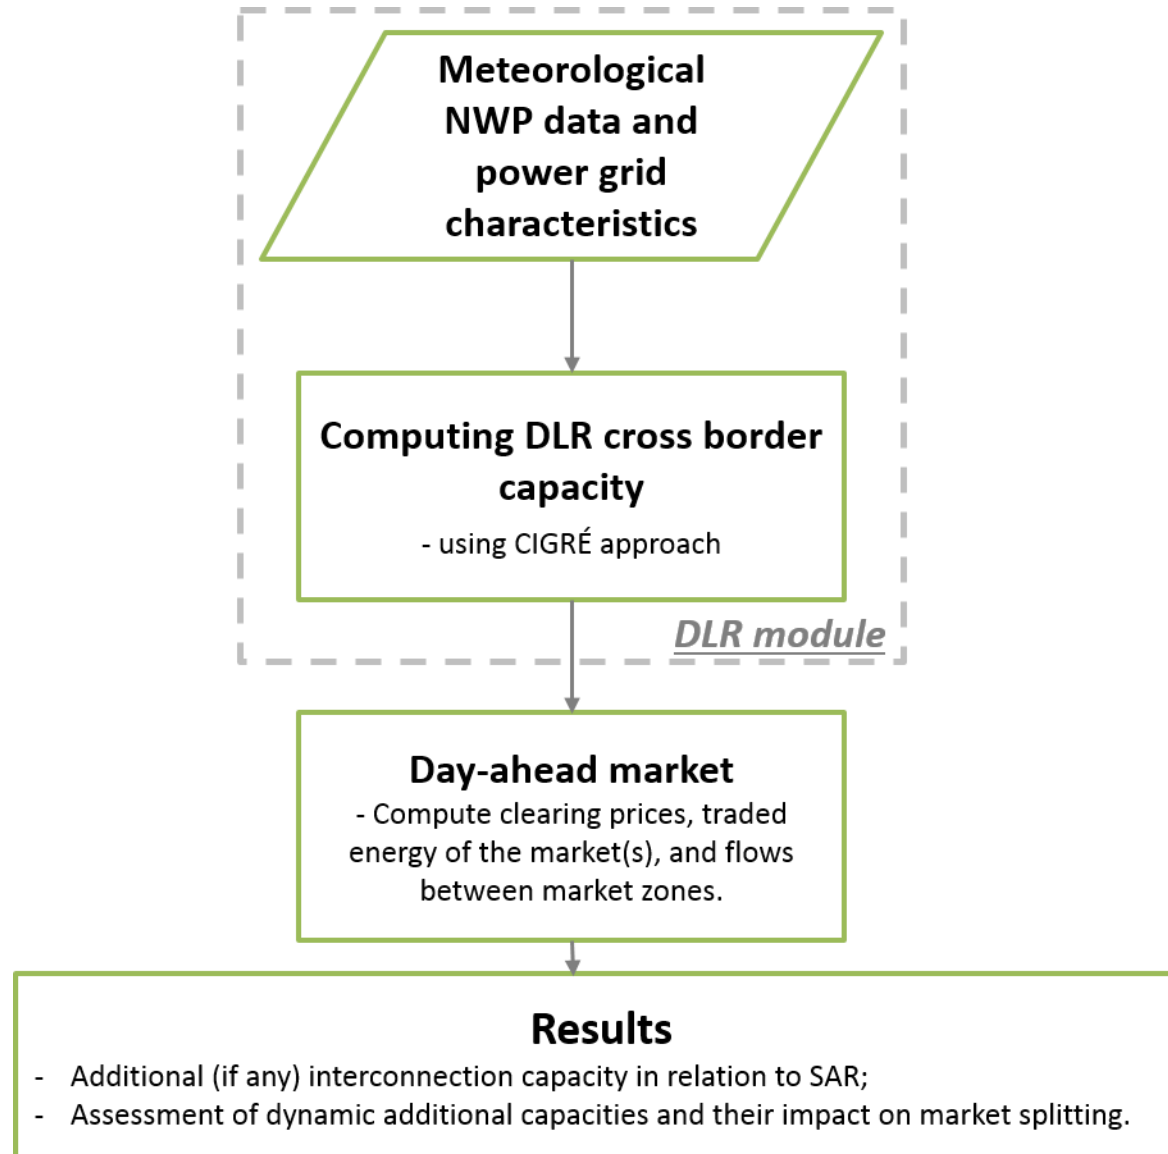 Meteorological
NWP data and
power grid
characteristics
Computing DLR cross border
capacity
- using CIGRÉ approach
DLR module
Day-ahead market
- Compute clearing prices, traded
energy of the market(s), and flows
between market zones.
Results
- Additional (if any) interconnection capacity in relation to SAR;
- Assessment of dynamic additional capacities and their impact on market splitting.